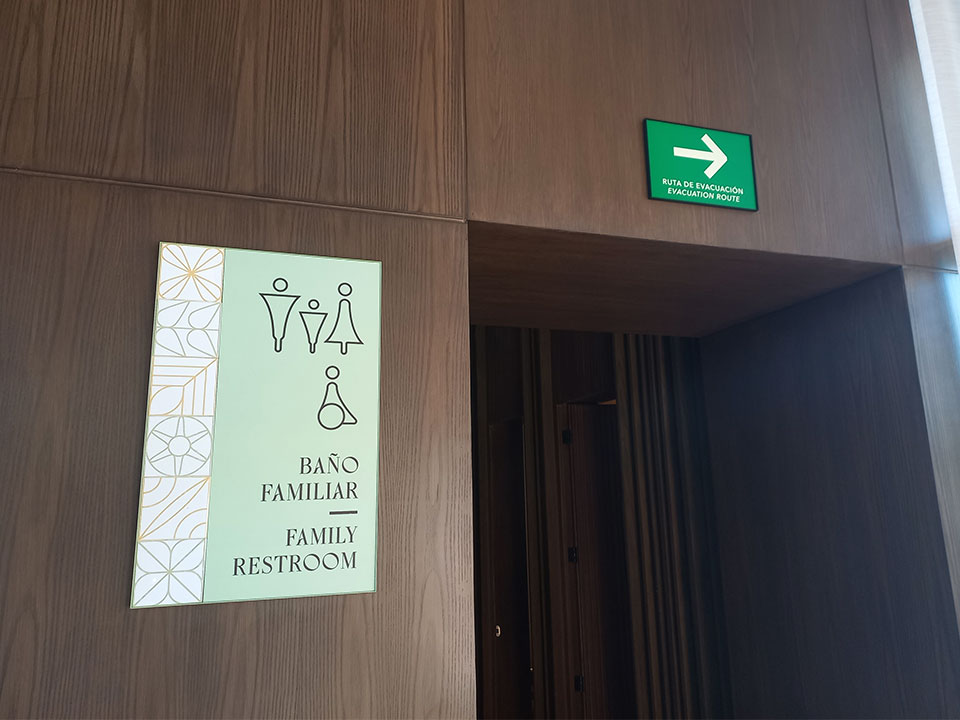 RUTA DE EVACUACIÓN
EVACUATION ROUTE
BAÑO
FAMILIAR
FAMILY
RESTROOM